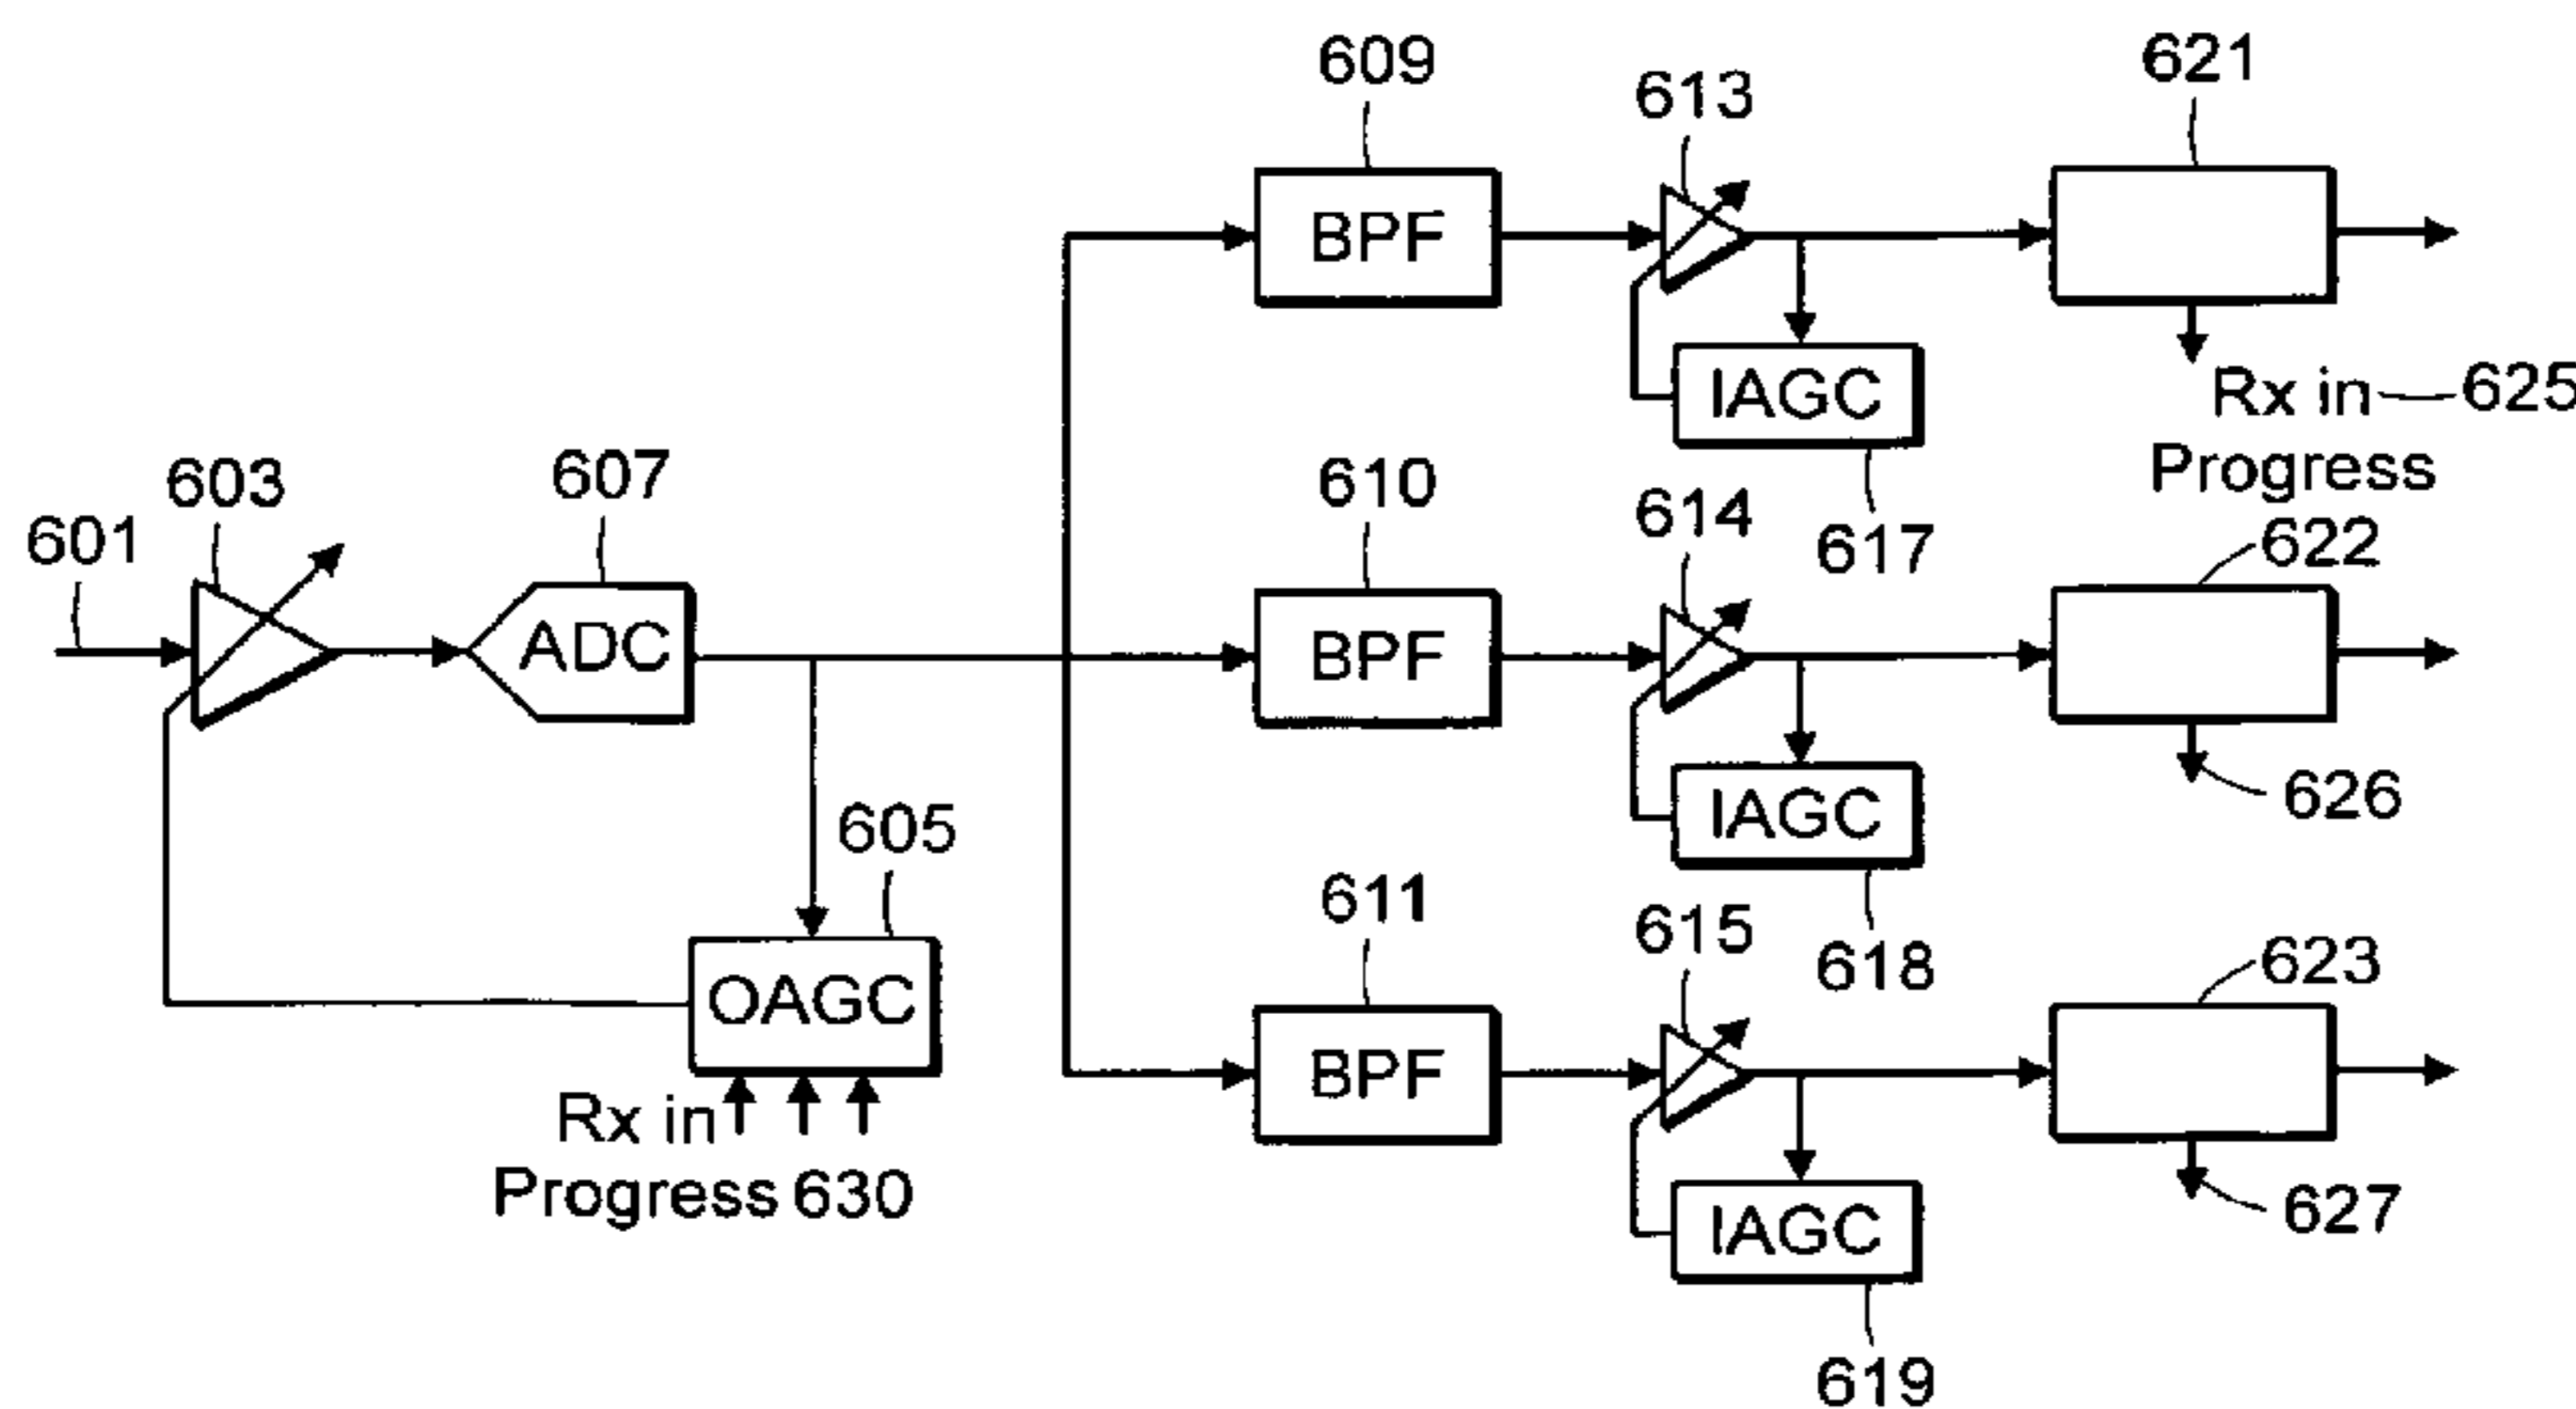 609
613
621
BPF
IAGC
Rx in
625
Progress
617
601
603
607
ADC
610
614
622
BPF
IAGC
626
618
605
OAGC
Rx in
Progress 630
611
615
623
BPF
IAGC
627
619